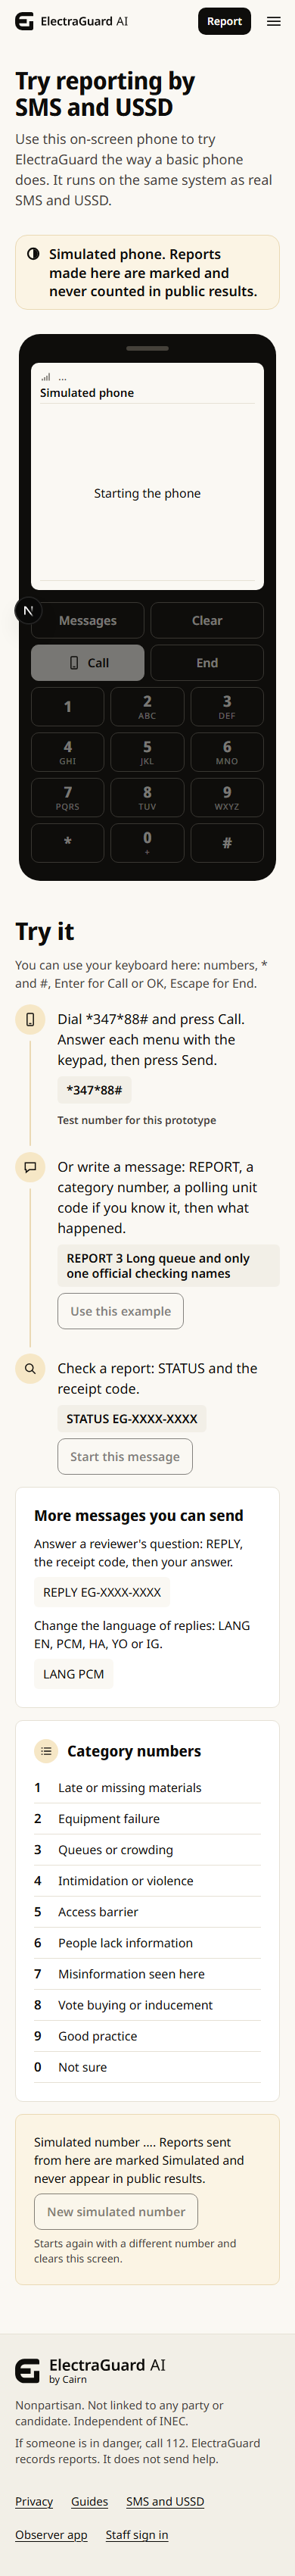 ElectraGuard AI
Report
Try reporting by
SMS and USSD
Use this on-screen phone to try
ElectraGuard the way a basic phone
does. It runs on the same system as real
SMS and USSD.
Simulated phone. Reports
made here are marked and
never counted in public results.
...
Simulated phone
Starting the phone
N
Messages
Clear
Call
End
1
2
ABC
3
DEF
4
GHI
5
JKL
6
MNO
7
PQRS
8
TUV
9
WXYZ
*
0
+
#
Try it
You can use your keyboard here: numbers, *
and #, Enter for Call or OK, Escape for End.
Dial *347*88# and press Call.
Answer each menu with the
keypad, then press Send.
*347*88#
Test number for this prototype
Or write a message: REPORT, a
category number, a polling unit
code if you know it, then what
happened.
REPORT 3 Long queue and only
one official checking names
Use this example
Check a report: STATUS and the
receipt code.
STATUS EG-XXXX-XXXX
Start this message
More messages you can send
Answer a reviewer's question: REPLY,
the receipt code, then your answer.
REPLY EG-XXXX-XXXX
Change the language of replies: LANG
EN, PCM, HA, YO or IG.
LANG PCM
Category numbers
1 Late or missing materials
2 Equipment failure
3 Queues or crowding
4 Intimidation or violence
5 Access barrier
6 People lack information
7 Misinformation seen here
8 Vote buying or inducement
9 Good practice
0 Not sure
Simulated number .... Reports sent
from here are marked Simulated and
never appear in public results.
New simulated number
Starts again with a different number and
clears this screen.
ElectraGuard AI
by Cairn
Nonpartisan. Not linked to any party or
candidate. Independent of INEC.
If someone is in danger, call 112. ElectraGuard
records reports. It does not send help.
Privacy Guides SMS and USSD
Observer app Staff sign in